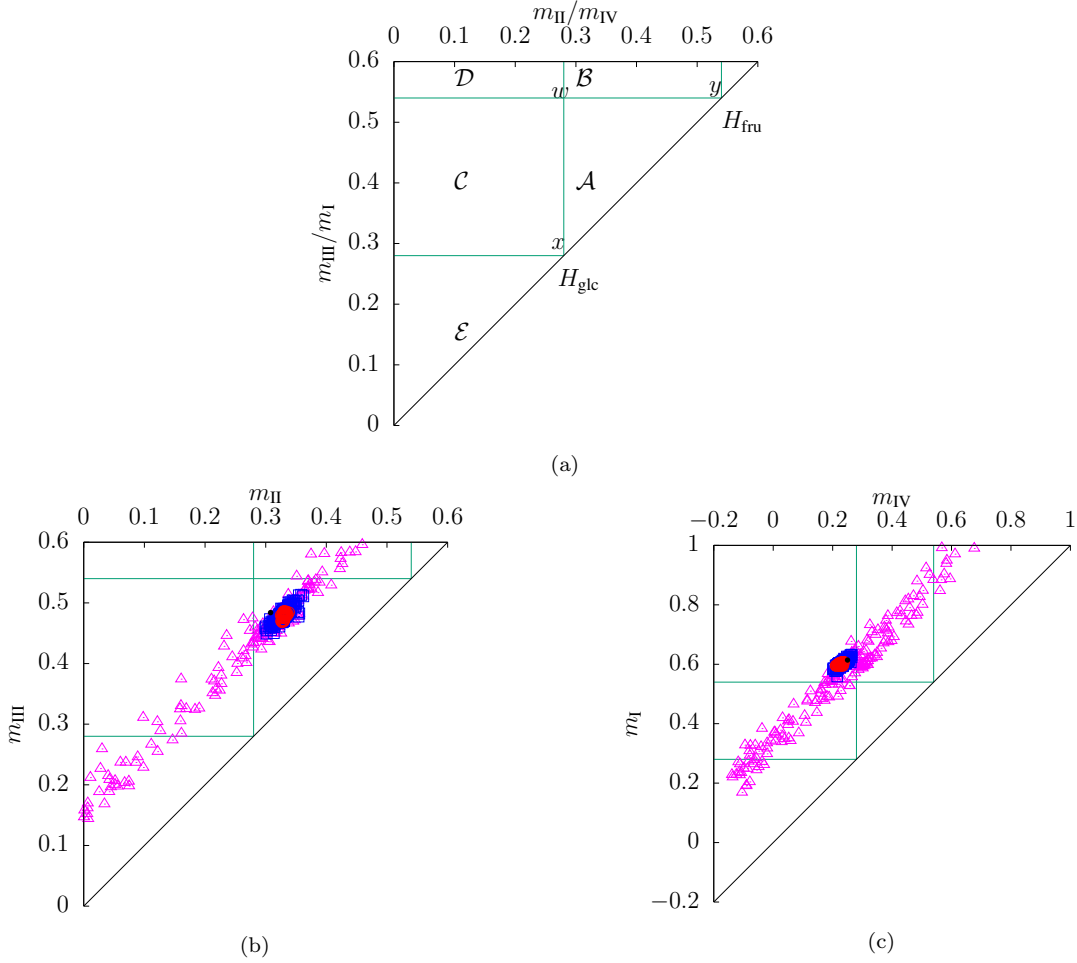 m_II/m_IV
0 0.1 0.2 0.3 0.4 0.5 0.6
𝒟 ℬ
w y
0.5 H_fru
0.4 𝒞 𝒜
m_III/m_I
0.3 x
H_glc
0.2
ℰ
0.1
0
(a)
m_II
0 0.1 0.2 0.3 0.4 0.5 0.6
0.6
0.5
0.4
m_III
0.3
0.2
0.1
0
(b)
m_IV
−0.2 0 0.2 0.4 0.6 0.8 1
1
0.8
0.6
m_I
0.4
0.2
0
−0.2
(c)